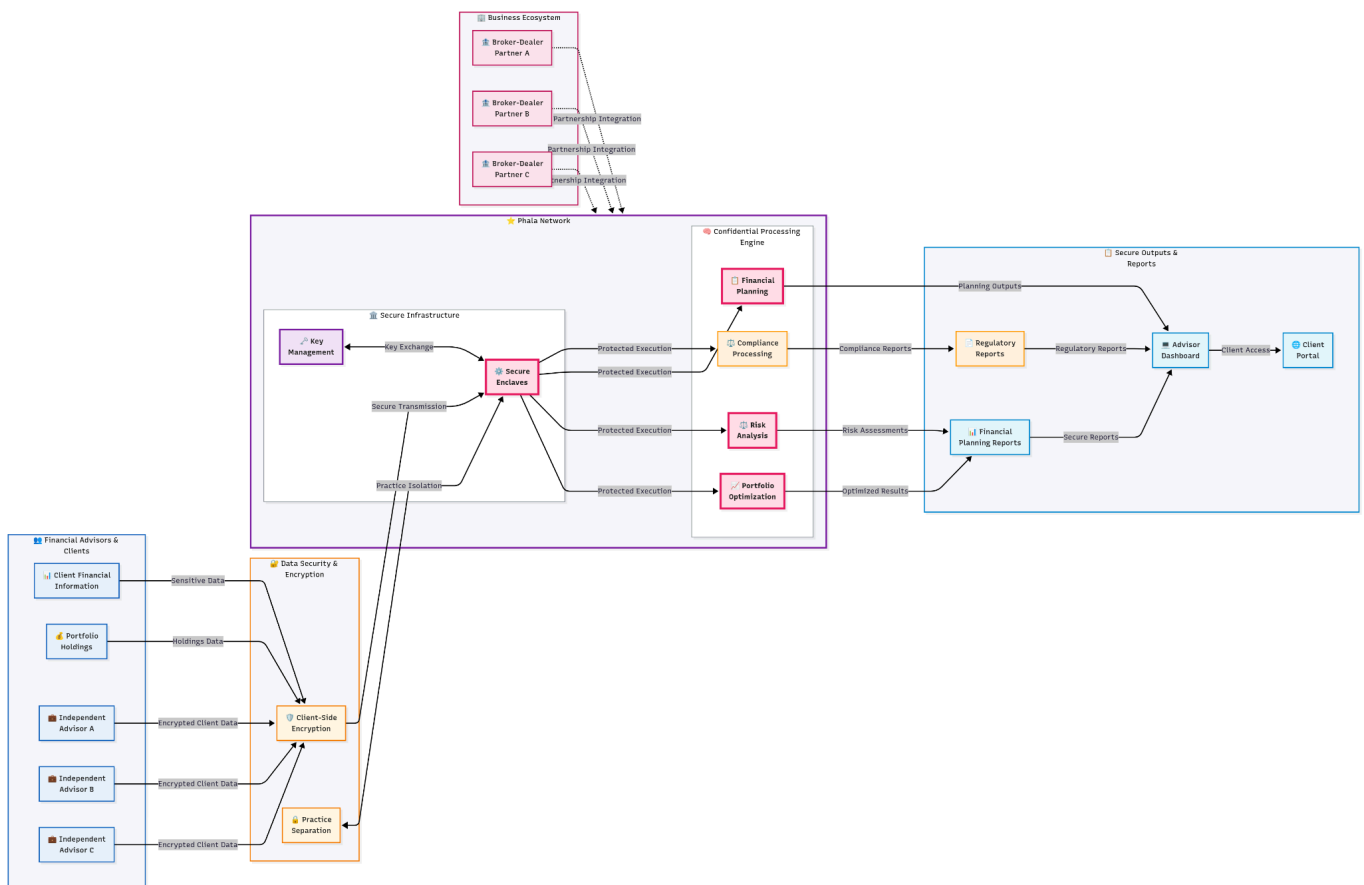 🏢 Business Ecosystem
🏦 Broker-Dealer
Partner A
🏦 Broker-Dealer
Partner B
🏦 Broker-Dealer
Partner C
Partnership Integration
Partnership Integration
Integration
⭐ Phala Network
🏛️ Secure Infrastructure
🗝️ Key
Management
Key Exchange
⚙️ Secure
Enclaves
Secure Transmission
Practice Isolation
Protected Execution
Protected Execution
Protected Execution
Protected Execution
🧠 Confidential Processing
Engine
📋 Financial
Planning
⚖️ Compliance
Processing
⚖️ Risk
Analysis
📈 Portfolio
Optimization
Planning Outputs
Compliance Reports
Risk Assessments
Optimized Results
📋 Secure Outputs &
Reports
📄 Regulatory
Reports
Regulatory Reports
📊 Financial
Planning Reports
Secure Reports
💻 Advisor
Dashboard
Client Access
🌐 Client
Portal
👥 Financial Advisors &
Clients
📊 Client Financial
Information
💰 Portfolio
Holdings
💼 Independent
Advisor A
💼 Independent
Advisor B
💼 Independent
Advisor C
Sensitive Data
Holdings Data
Encrypted Client Data
Encrypted Client Data
Encrypted Client Data
🔐 Data Security &
Encryption
🛡️ Client-Side
Encryption
🔒 Practice
Separation